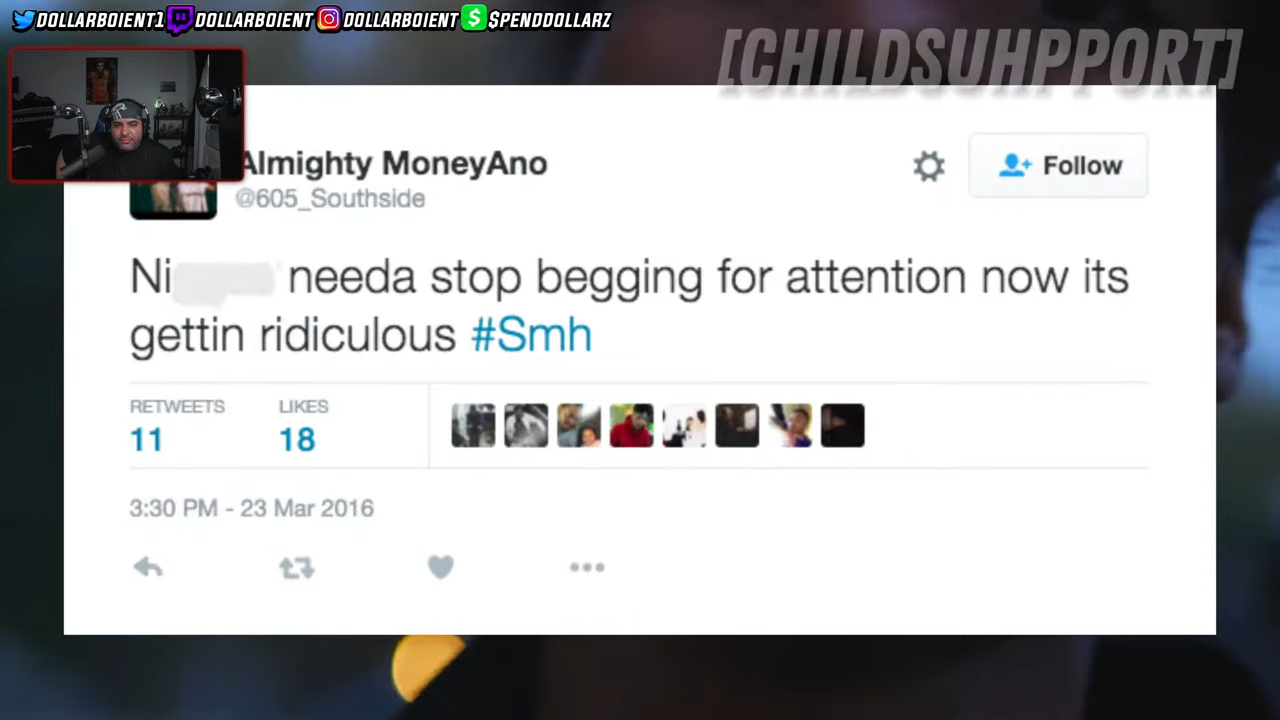 DOLLARBOIENT1 DOLLARBOIENT DOLLARBOIENT $PENDDOLLARZ
[CHILDSUHPPORT]
Almighty MoneyAno
@605_Southside
Follow
Ni needa stop begging for attention now its
gettin ridiculous #Smh
RETWEETS LIKES
11 18
3:30 PM - 23 Mar 2016